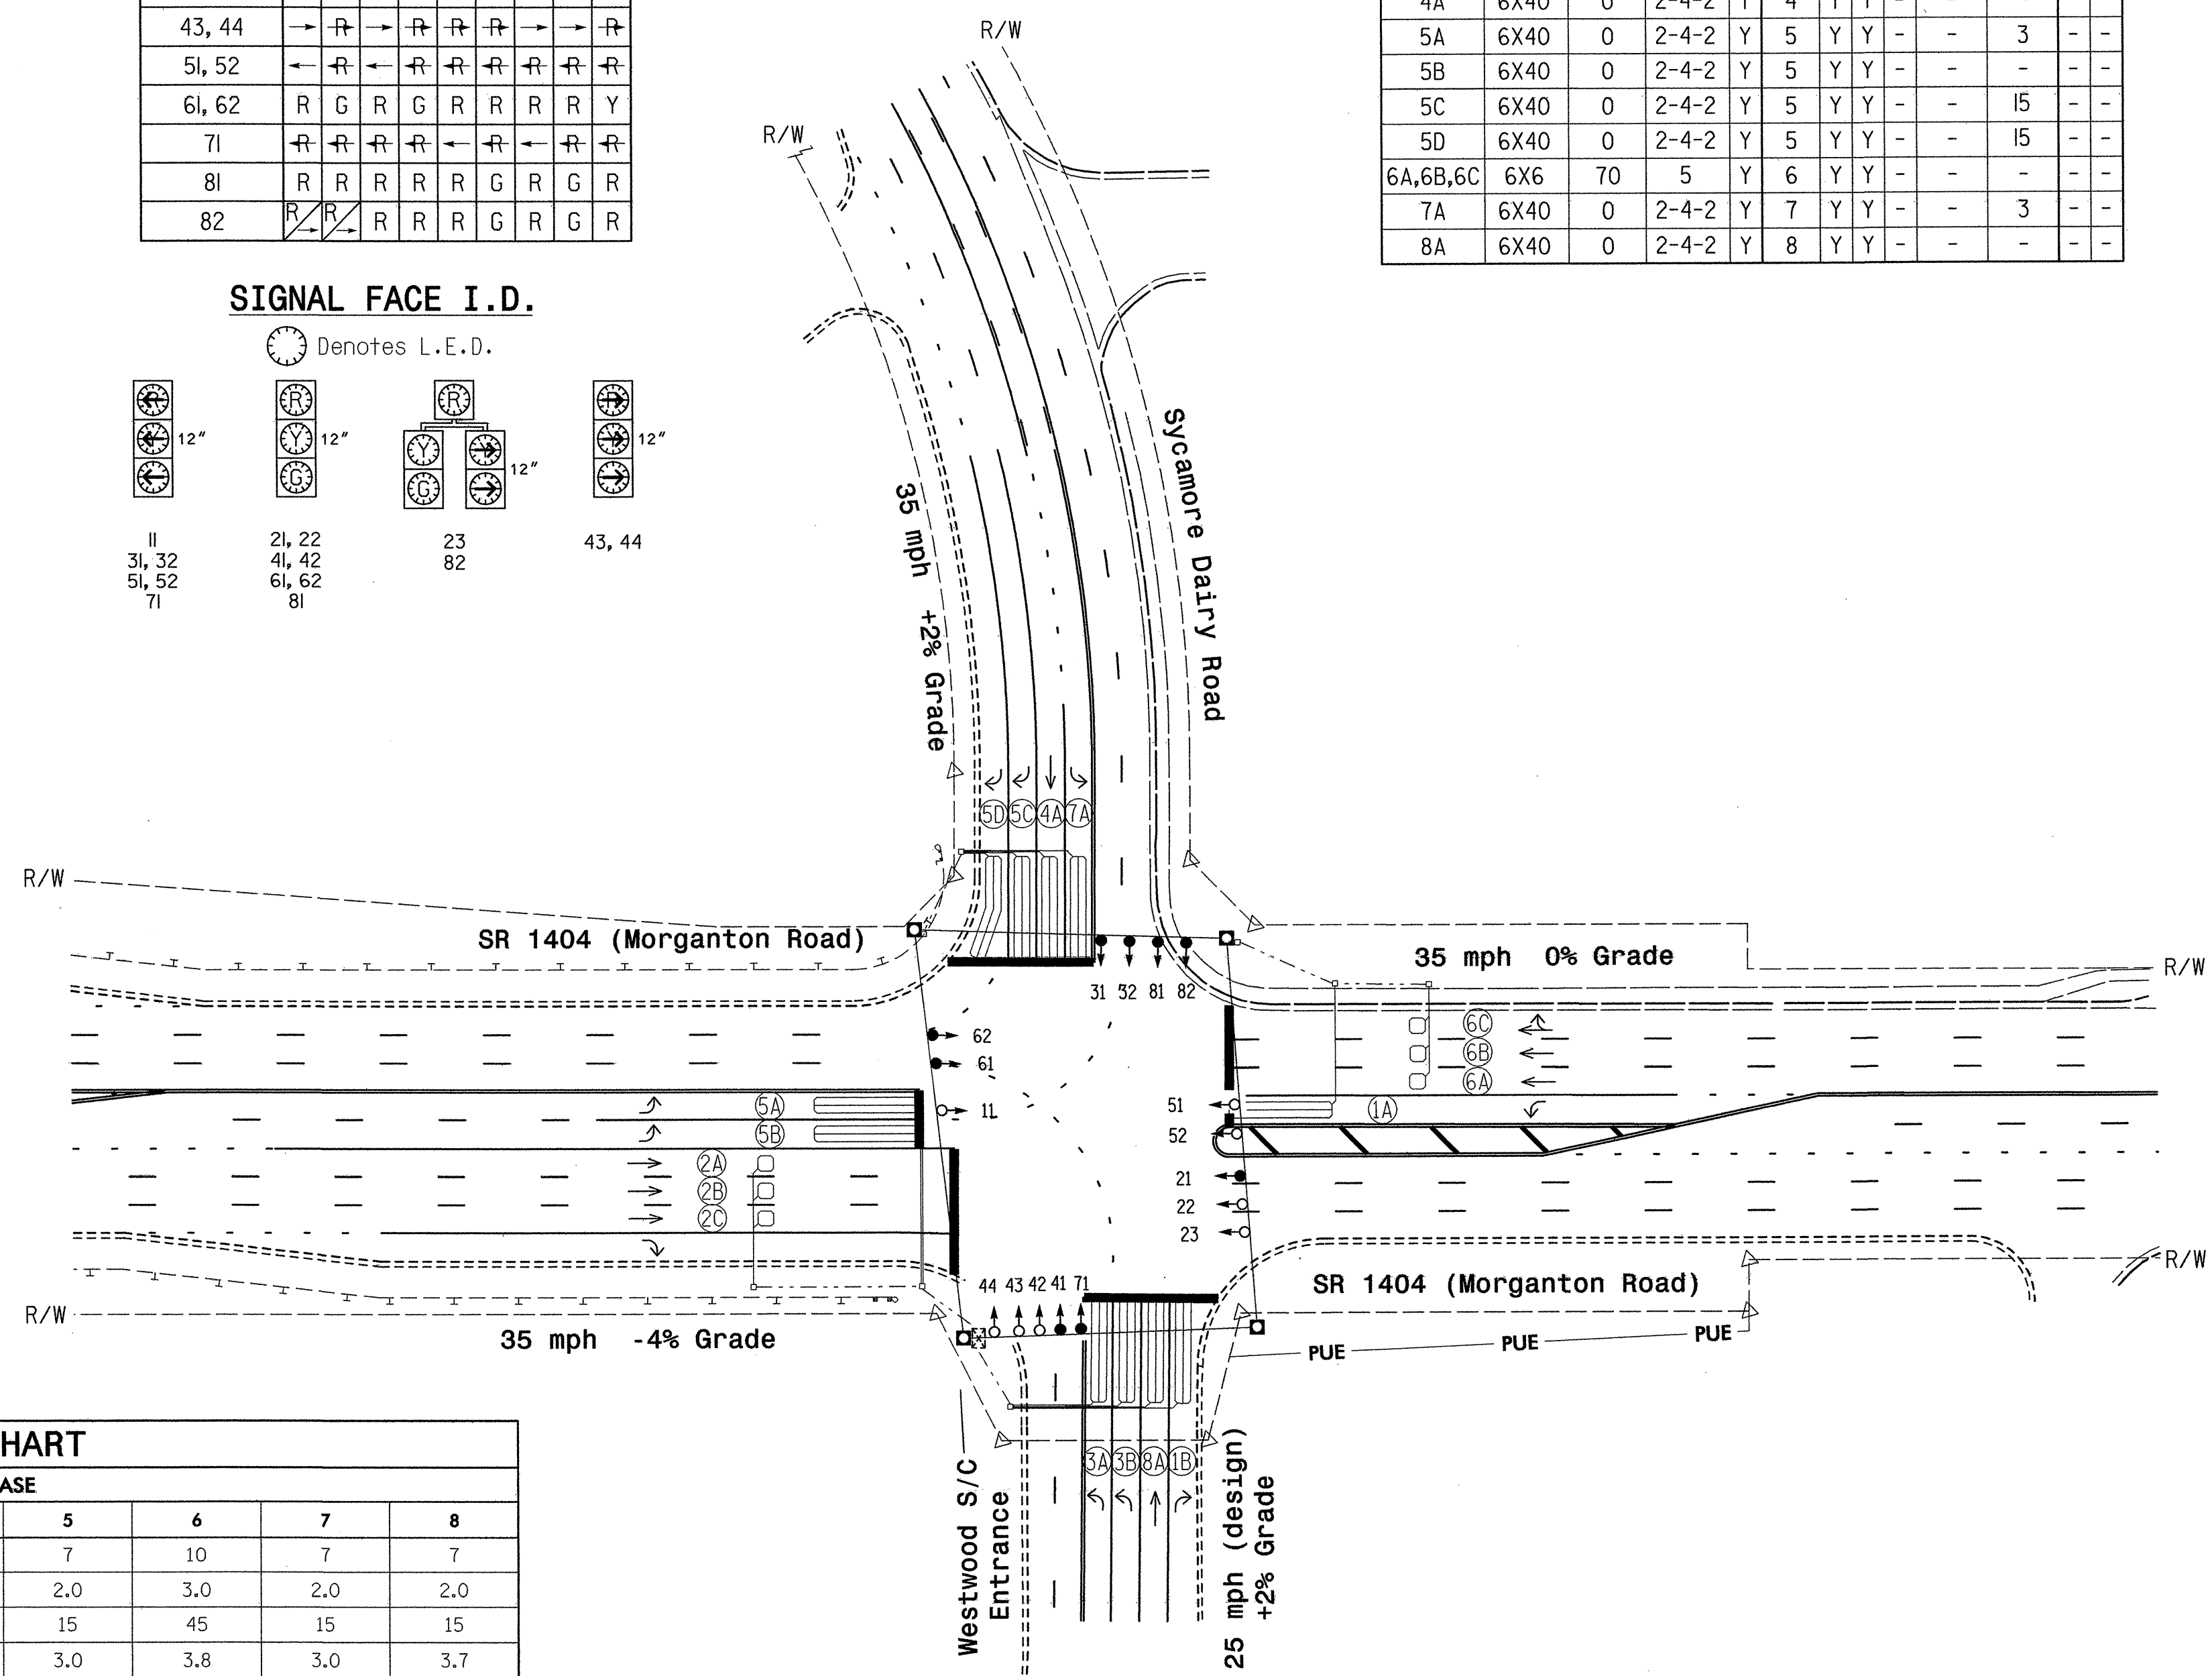 43, 44 → R → R R R → → R
51, 52 ← R ← R R R R R R
61, 62 R G R G R R R R Y
71 R R R R ← R ← R R
81 R R R R R G R G R
82 R R R R R G R G R
4A 6X40 0 2-4-2 Y 4 Y Y - - - - -
5A 6X40 0 2-4-2 Y 5 Y Y - - 3 - -
5B 6X40 0 2-4-2 Y 5 Y Y - - - - -
5C 6X40 0 2-4-2 Y 5 Y Y - - 15 - -
5D 6X40 0 2-4-2 Y 5 Y Y - - 15 - -
6A,6B,6C 6X6 70 5 Y 6 Y Y - - - - -
7A 6X40 0 2-4-2 Y 7 Y Y - - 3 - -
8A 6X40 0 2-4-2 Y 8 Y Y - - - - -
SIGNAL FACE I.D.
Denotes L.E.D.
R R R R
Y Y Y Y Y
G G
12" 12" 12" 12"
11
31, 32
51, 52
71
21, 22
41, 42
61, 62
81
23
82
43, 44
R/W
R/W
Sycamore Dairy Road
35 mph +2% Grade
5D 5C 4A 7A
R/W
SR 1404 (Morganton Road)
35 mph 0% Grade
R/W
31 32 81 82
62
61
11
6C
6B
6A
51
52
1A
5A
5B
2A
2B
2C
21
22
23
44 43 42 41 71
SR 1404 (Morganton Road)
R/W
R/W
35 mph -4% Grade
PUE PUE PUE
3A 3B 8A 1B
Westwood S/C
Entrance
25 mph (design)
+2% Grade
HART
ASE
5 6 7 8
7 10 7 7
2.0 3.0 2.0 2.0
15 45 15 15
3.0 3.8 3.0 3.7